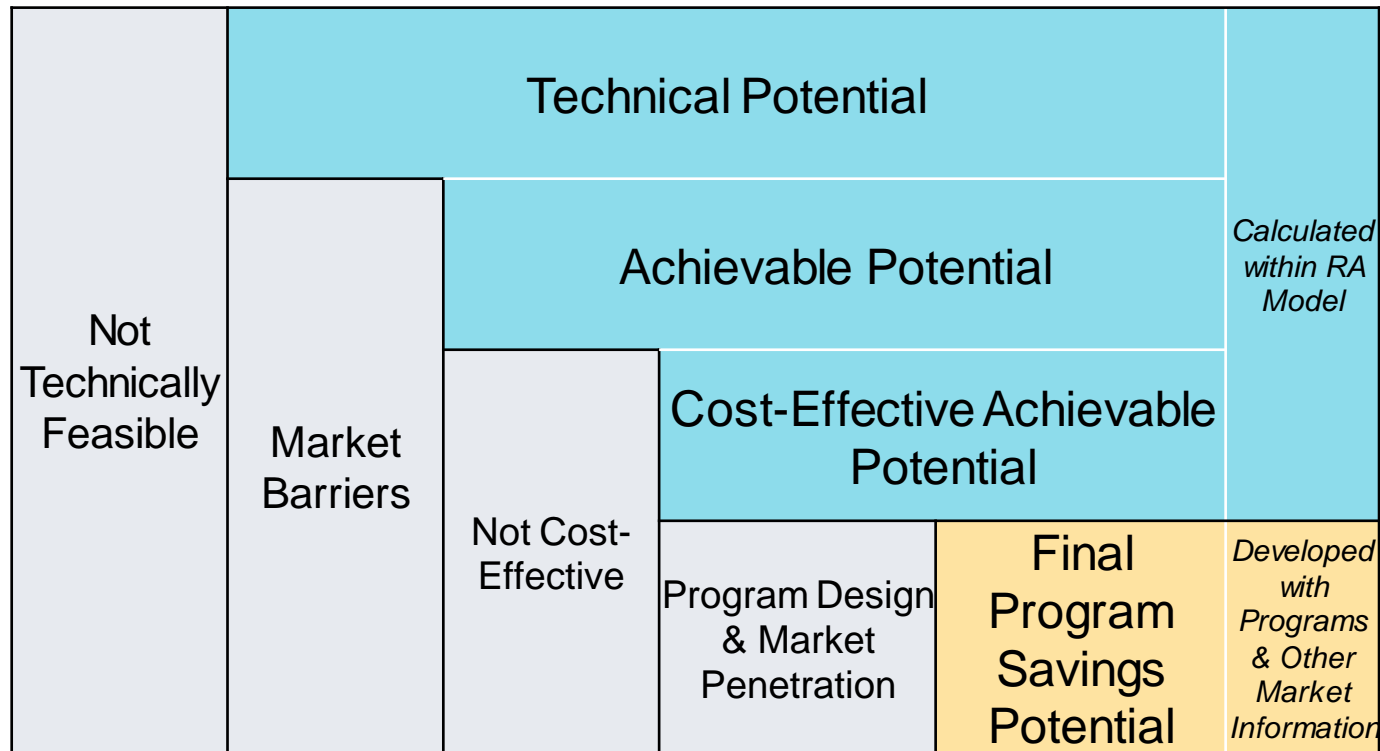 Technical Potential
Achievable Potential
Calculated
within RA
Model
Not
Technically
Feasible
Market
Barriers
Cost-Effective Achievable
Potential
Not Cost-
Effective
Program Design
& Market
Penetration
Final
Program
Savings
Potential
Developed
with
Programs
& Other
Market
Information